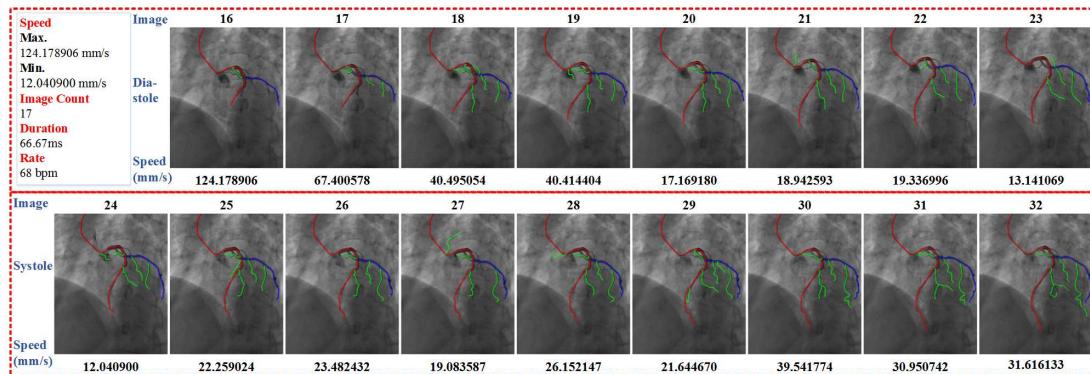 Speed
Max.
124.178906 mm/s
Min.
12.040900 mm/s
Image Count
17
Duration
66.67ms
Rate
68 bpm
Image 16 17 18 19 20 21 22 23
Dia-
stole
Speed
(mm/s) 124.178906 67.400578 40.495054 40.414404 17.169180 18.942593 19.336996 13.141069
Image 24 25 26 27 28 29 30 31 32
Systole
Speed
(mm/s) 12.040900 22.259024 23.482432 19.083587 26.152147 21.644670 39.541774 30.950742 31.616133